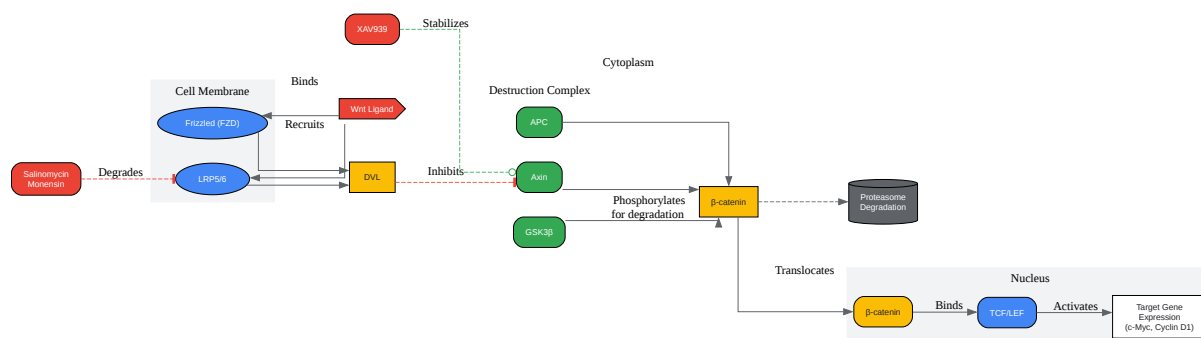 XAV939
Stabilizes
Cytoplasm
Binds
Cell Membrane
Destruction Complex
Wnt Ligand
Frizzled (FZD)
Recruits
APC
Salinomycin
Monensin
Degrades
LRP5/6
DVL
Inhibits
Axin
Phosphorylates
for degradation
β-catenin
Proteasome
Degradation
GSK3β
Translocates
Nucleus
β-catenin
Binds
TCF/LEF
Activates
Target Gene
Expression
(c-Myc, Cyclin D1)